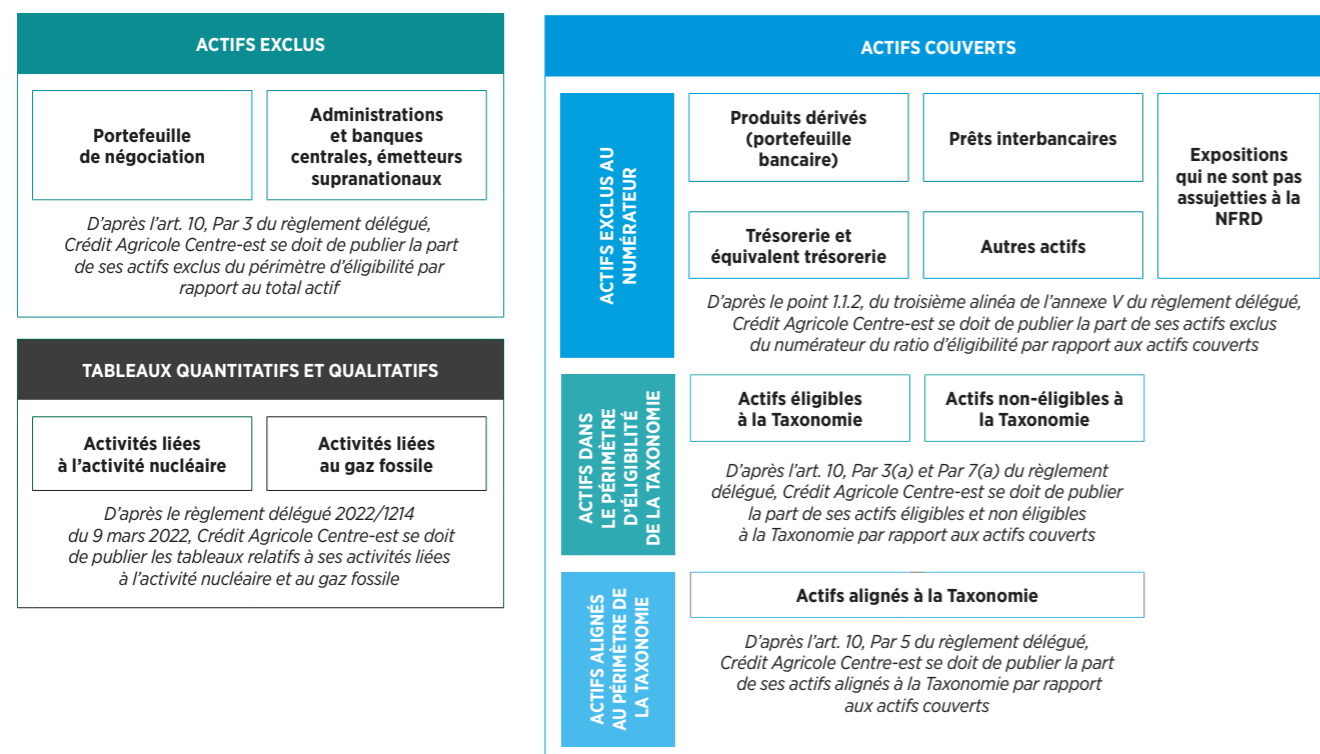 ACTIFS EXCLUS
Portefeuille
de négociation
Administrations
et banques
centrales, émetteurs
supranationaux
D'après l'art. 10, Par 3 du règlement délégué,
Crédit Agricole Centre-est se doit de publier la part
de ses actifs exclus du périmètre d'éligibilité par
rapport au total actif
TABLEAUX QUANTITATIFS ET QUALITATIFS
Activités liées
à l'activité nucléaire
Activités liées
au gaz fossile
D'après le règlement délégué 2022/1214
du 9 mars 2022, Crédit Agricole Centre-est se doit
de publier les tableaux relatifs à ses activités liées
à l'activité nucléaire et au gaz fossile
ACTIFS COUVERTS
ACTIFS EXCLUS AU
NUMÉRATEUR
Produits dérivés
(portefeuille
bancaire)
Prêts interbancaires
Expositions
qui ne sont pas
assujetties à la
NFRD
Trésorerie et
équivalent trésorerie
Autres actifs
D'après le point 1.1.2, du troisième alinéa de l'annexe V du règlement délégué,
Crédit Agricole Centre-est se doit de publier la part de ses actifs exclus
du numérateur du ratio d'éligibilité par rapport aux actifs couverts
ACTIFS DANS
LE PÉRIMÈTRE
D'ÉLIGIBILITÉ
DE LA TAXONOMIE
Actifs éligibles
à la Taxonomie
Actifs non-éligibles à
la Taxonomie
D'après l'art. 10, Par 3(a) et Par 7(a) du règlement
délégué, Crédit Agricole Centre-est se doit de publier
la part de ses actifs éligibles et non éligibles
à la Taxonomie par rapport aux actifs couverts
ACTIFS ALIGNÉS
AU PÉRIMÈTRE DE
LA TAXONOMIE
Actifs alignés à la Taxonomie
D'après l'art. 10, Par 5 du règlement délégué,
Crédit Agricole Centre-est se doit de publier la part
de ses actifs alignés à la Taxonomie par rapport
aux actifs couverts